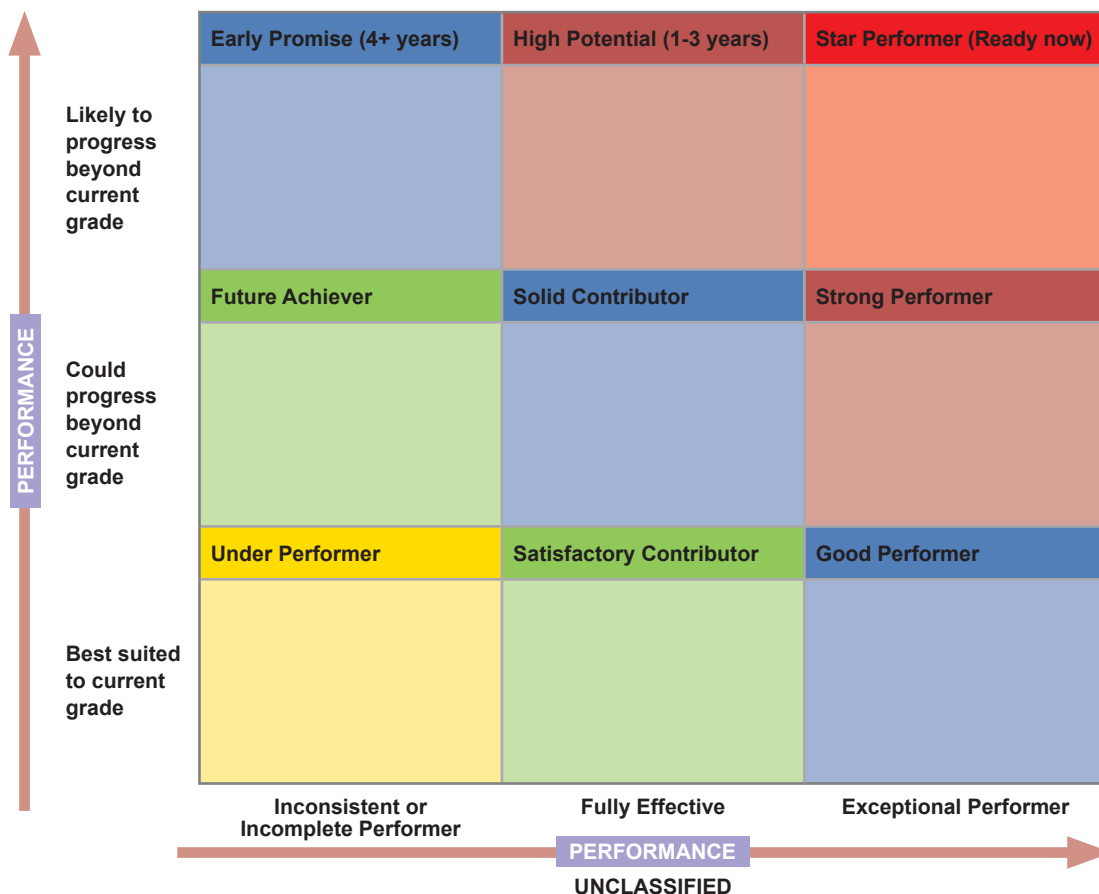 Early Promise (4+ years)
High Potential (1-3 years)
Star Performer (Ready now)
Likely to
progress
beyond
current
grade
Future Achiever
Solid Contributor
Strong Performer
PERFORMANCE
Could
progress
beyond
current
grade
Under Performer
Satisfactory Contributor
Good Performer
Best suited
to current
grade
Inconsistent or
Incomplete Performer
Fully Effective
Exceptional Performer
PERFORMANCE
UNCLASSIFIED